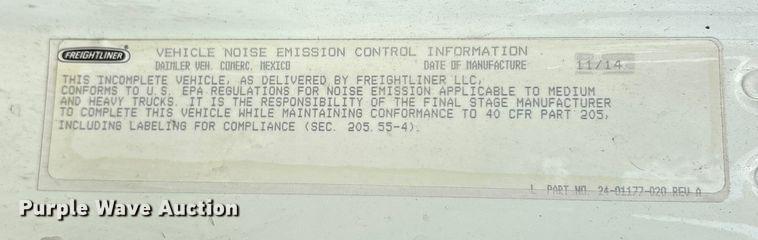 FREIGHTLINER VEHICLE NOISE EMISSION CONTROL INFORMATION
DAIMLER VEH. COMERC. MEXICO DATE OF MANUFACTURE 11/14
THIS INCOMPLETE VEHICLE, AS DELIVERED BY FREIGHTLINER LLC,
CONFORMS TO U.S. EPA REGULATIONS FOR NOISE EMISSION APPLICABLE TO MEDIUM
AND HEAVY TRUCKS. IT IS THE RESPONSIBILITY OF THE FINAL STAGE MANUFACTURER
TO COMPLETE THIS VEHICLE WHILE MAINTAINING CONFORMANCE TO 40 CFR PART 205,
INCLUDING LABELING FOR COMPLIANCE (SEC. 205.55-4).
L PART NO. 24-01177-020 REV A
Purple Wave Auction